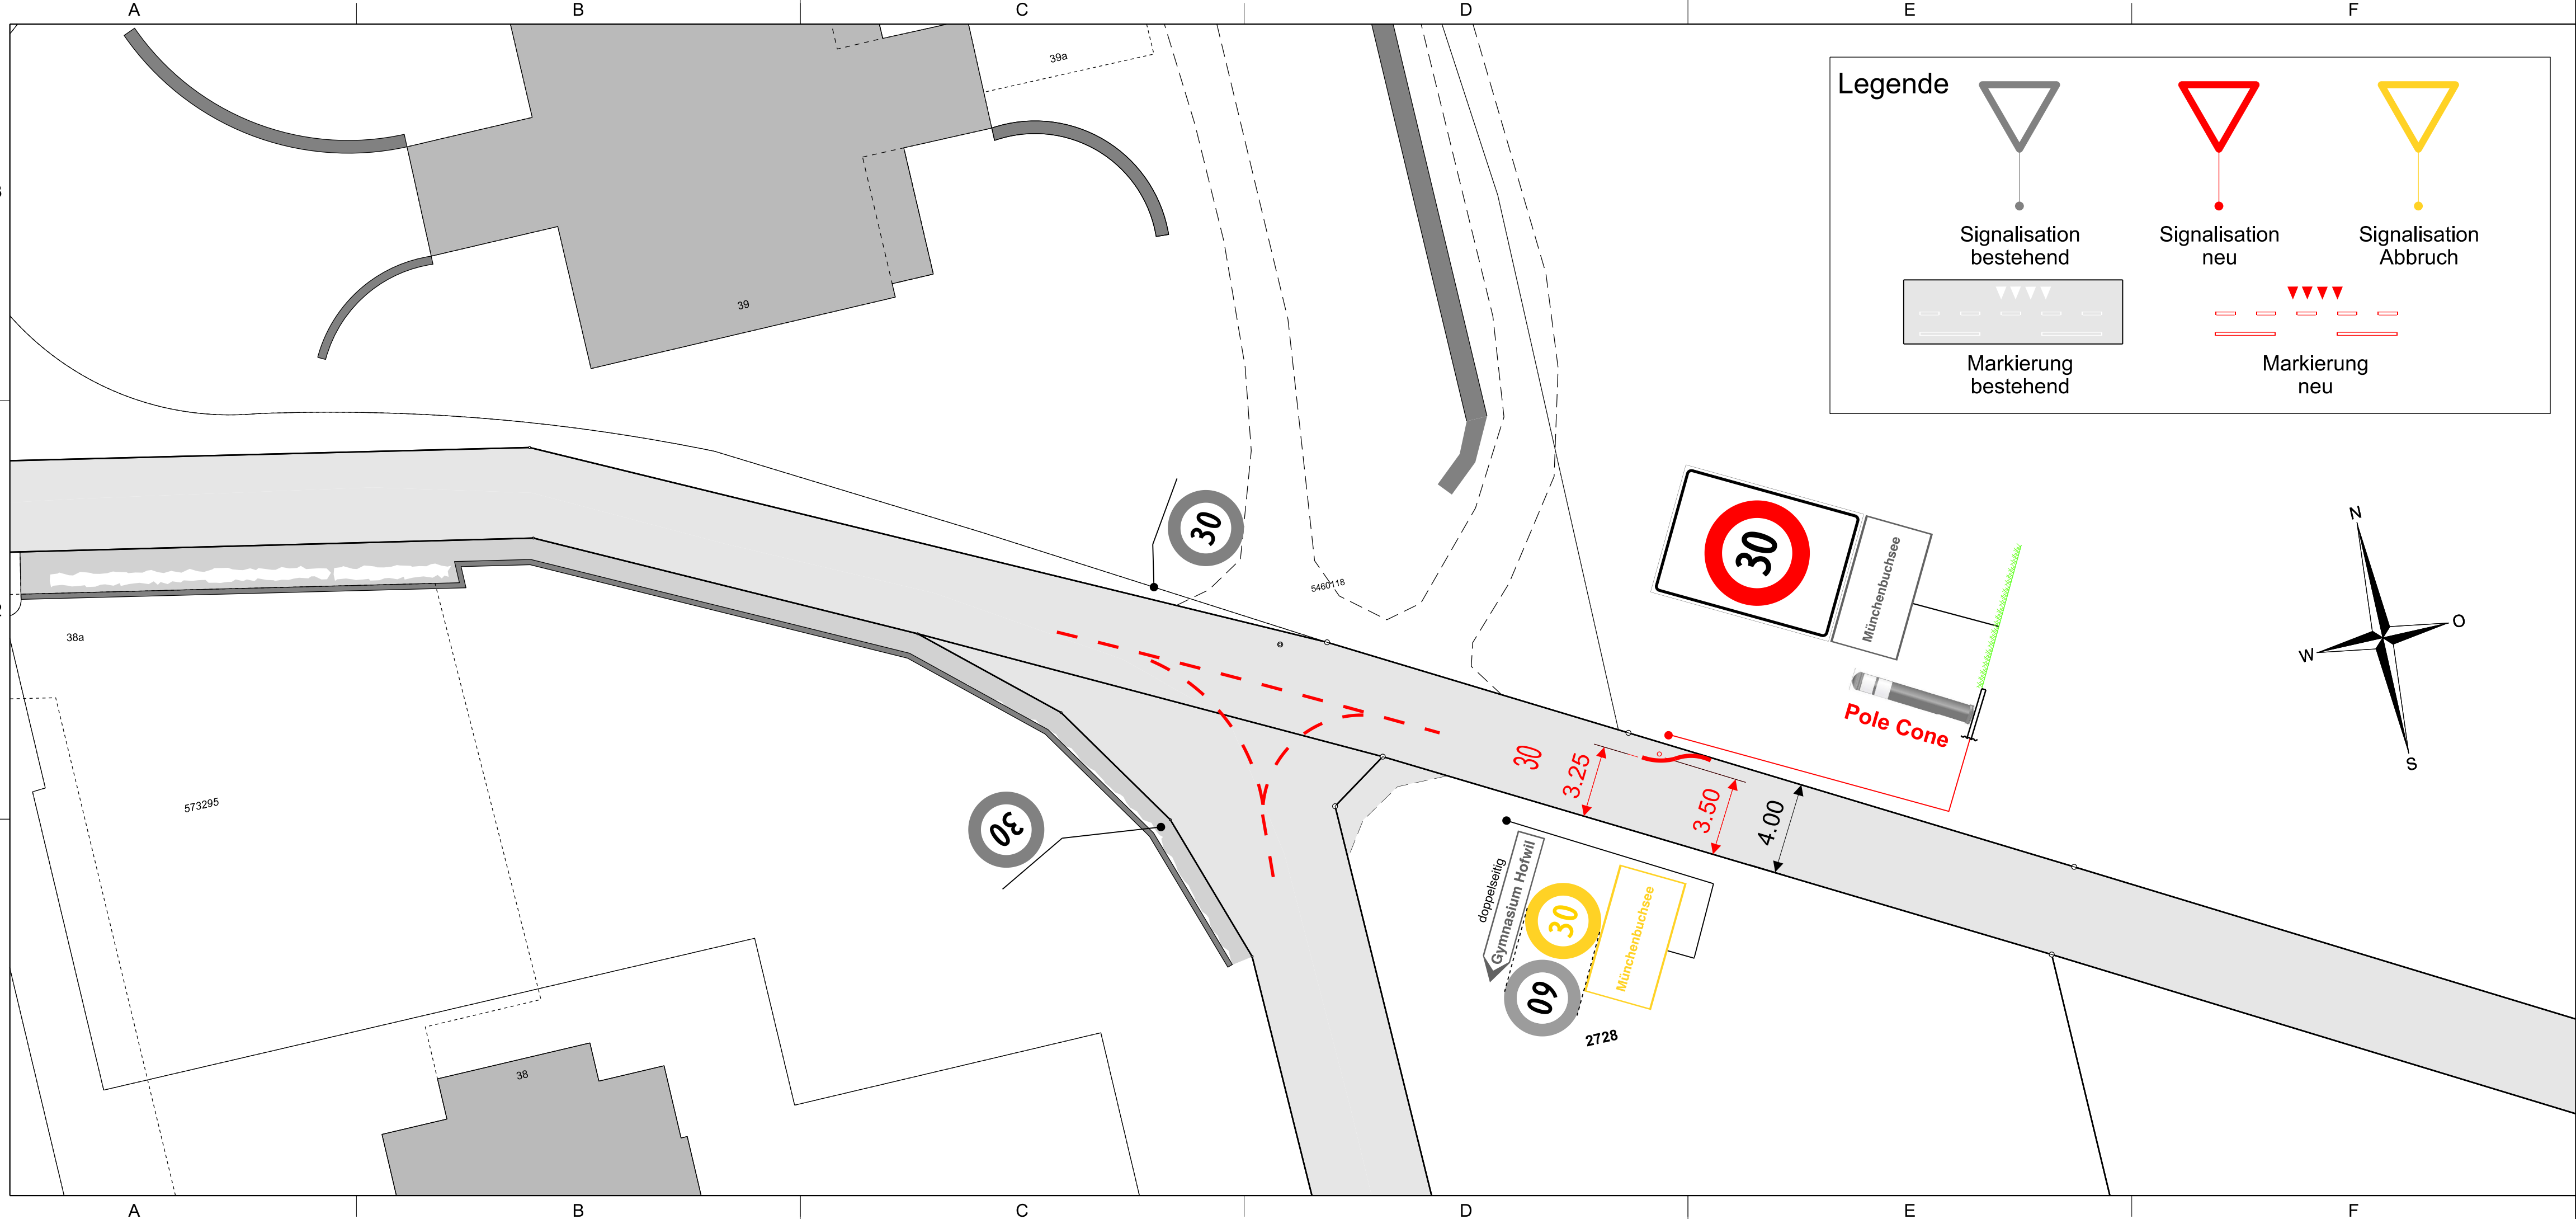 A B C D E F
39a
Legende
Signalisation
bestehend
Signalisation
neu
Signalisation
Abbruch
Markierung
bestehend
Markierung
neu
39
30
30
Münchenbuchsee
N
O
W
S
5460118
38a
Pole Cone
30
3.25
3.50
4.00
573295
30
doppelseitig
Gymnasium Hofwil
30
Münchenbuchsee
60
2728
38
A B C D E F